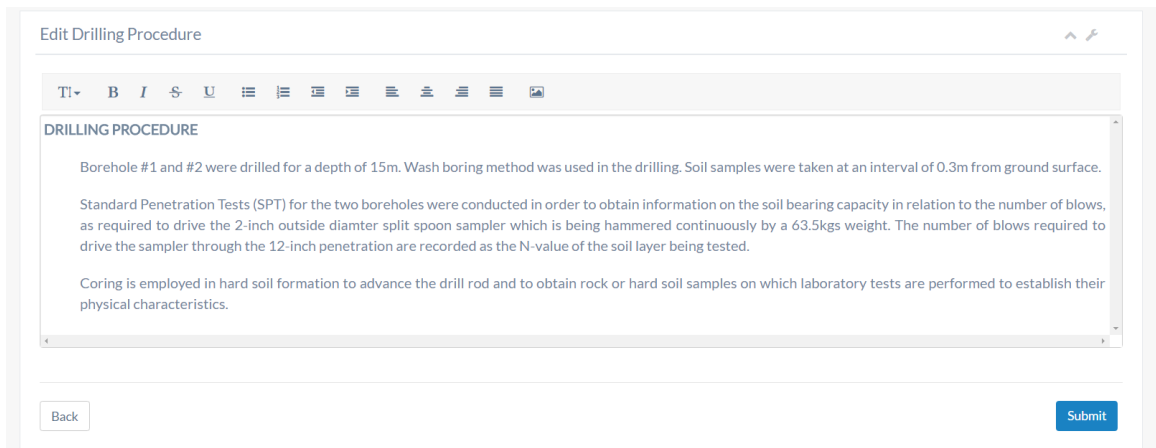 Edit Drilling Procedure
T B I S U
DRILLING PROCEDURE
Borehole #1 and #2 were drilled for a depth of 15m. Wash boring method was used in the drilling. Soil samples were taken at an interval of 0.3m from ground surface.
Standard Penetration Tests (SPT) for the two boreholes were conducted in order to obtain information on the soil bearing capacity in relation to the number of blows,
as required to drive the 2-inch outside diamter split spoon sampler which is being hammered continuously by a 63.5kgs weight. The number of blows required to
drive the sampler through the 12-inch penetration are recorded as the N-value of the soil layer being tested.
Coring is employed in hard soil formation to advance the drill rod and to obtain rock or hard soil samples on which laboratory tests are performed to establish their
physical characteristics.
Back Submit